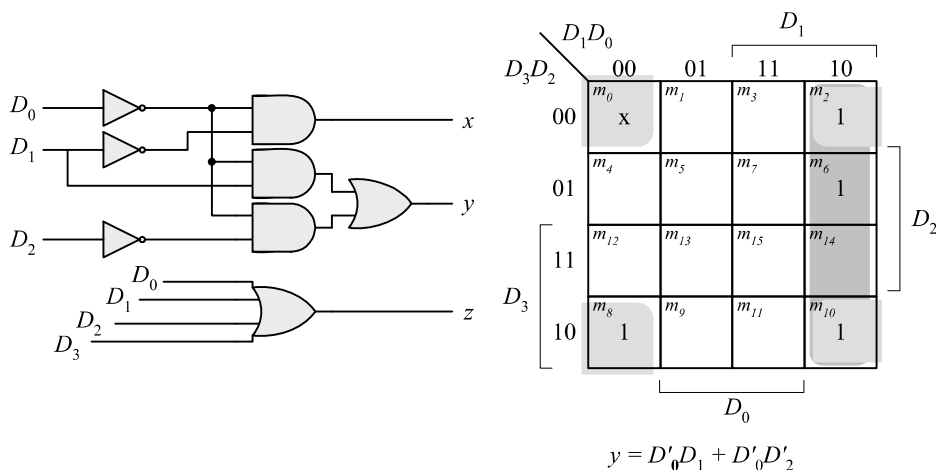 D₀
D₁
D₂
x
y
z
D₀
D₁
D₂
D₃
D₁D₀
D₃D₂
D₁
00 01 11 10
00 m₀ x m₁ m₃ m₂ 1
01 m₄ m₅ m₇ m₆ 1
11 m₁₂ m₁₃ m₁₅ m₁₄
10 m₈ 1 m₉ m₁₁ m₁₀ 1
D₂
D₃
D₀
y = D′₀D₁ + D′₀D′₂